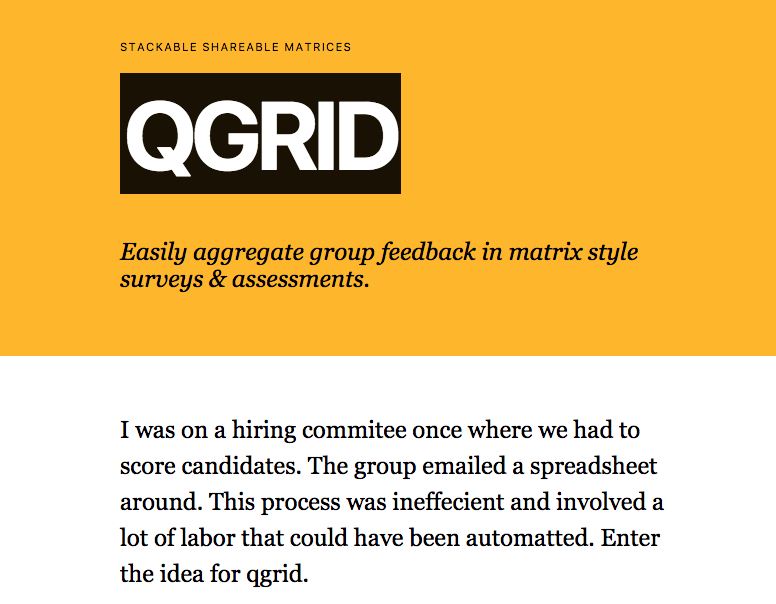 STACKABLE SHAREABLE MATRICES
QGRID
Easily aggregate group feedback in matrix style
surveys & assessments.
I was on a hiring commitee once where we had to
score candidates. The group emailed a spreadsheet
around. This process was ineffecient and involved a
lot of labor that could have been automatted. Enter
the idea for qgrid.